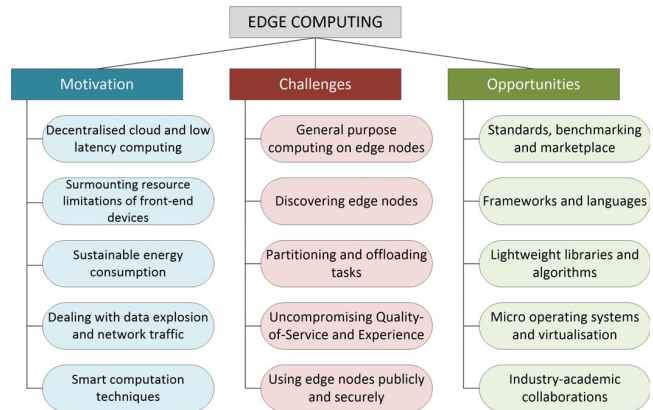 EDGE COMPUTING
Motivation
Decentralised cloud and low
latency computing
Surmounting resource
limitations of front-end
devices
Sustainable energy
consumption
Dealing with data explosion
and network traffic
Smart computation
techniques
Challenges
General purpose
computing on edge nodes
Discovering edge nodes
Partitioning and offloading
tasks
Uncompromising Quality-
of-Service and Experience
Using edge nodes publicly
and securely
Opportunities
Standards, benchmarking
and marketplace
Frameworks and languages
Lightweight libraries and
algorithms
Micro operating systems
and virtualisation
Industry-academic
collaborations